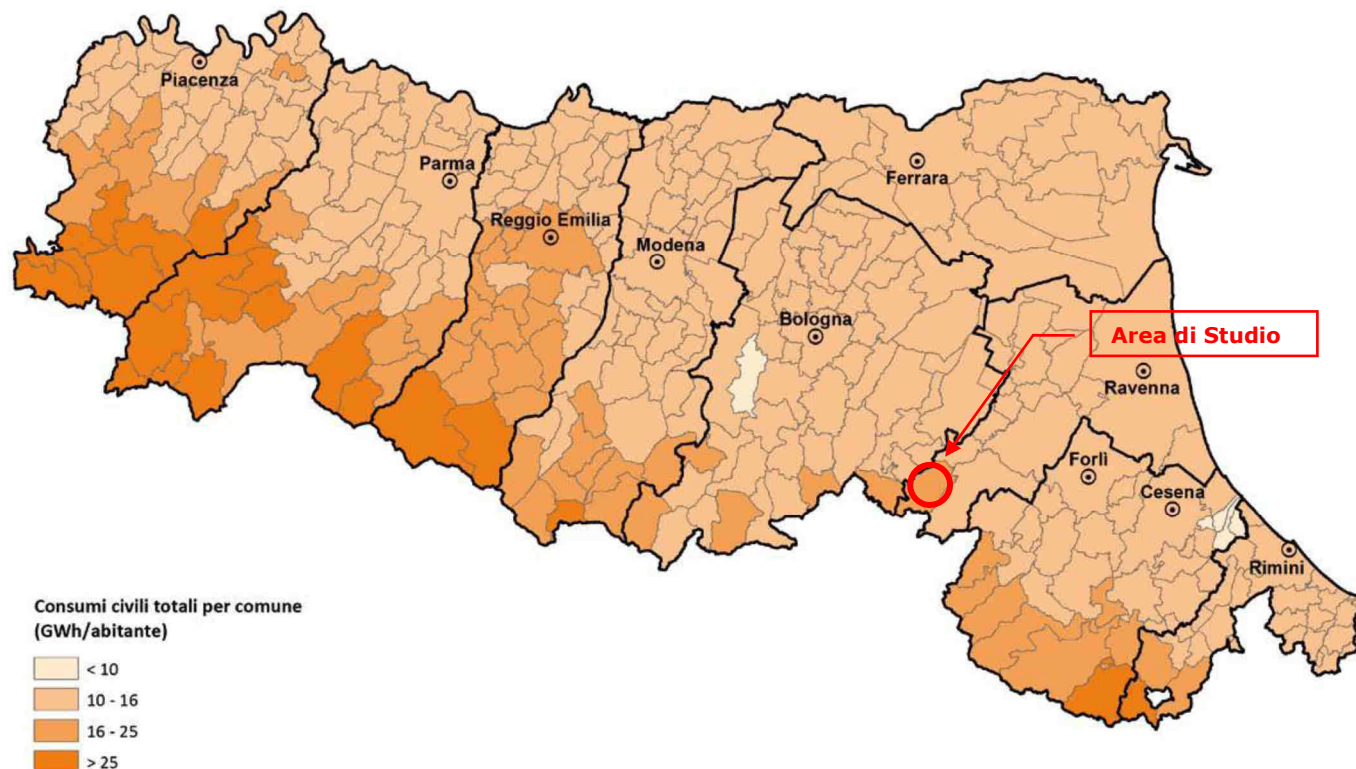 Piacenza
Parma
Ferrara
Reggio Emilia
Modena
Bologna
Area di Studio
Ravenna
Forlì
Cesena
Rimini
Consumi civili totali per comune
(GWh/abitante)
< 10
10 - 16
16 - 25
> 25